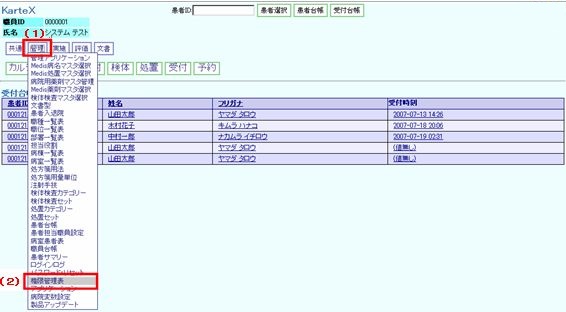 KarteX
患者ID 患者選択 患者台帳 受付台帳
職員ID 0000001
(1)
氏名 システム テスト
共通 管理 実施 評価 文書
管理アプリケーション
Medis病名マスタ選択
Medis処置マスタ選択
病院用薬剤マスタ管理
Medis薬剤マスタ選択
検体検査マスタ選択
文書型
患者入退院
職種一覧表
職位一覧表
部署一覧表
担当役割
病棟一覧表
病室一覧表
処方箋用法
処方箋用量単位
注射手技
検体検査カテゴリー
検体検査セット
処置カテゴリー
処置セット
患者台帳
患者担当職員設定
病室患者表
職員台帳
患者サマリー
ログインログ
パスワードリセット
(2)
権限管理表
アプリケーション
病院実財設定
製品アップデート
カル 検体 処置 受付 予約
受付台
患者ID 姓名 フリガナ 受付時刻
000121 山田太郎 ヤマダ タロウ 2007-07-13 14:26
000121 木村花子 キムラ ハナコ 2007-07-18 20:06
000121 中村一郎 ナカムラ イチロウ 2007-07-19 02:31
000121 山田太郎 ヤマダ タロウ (値無し)
000121 山田太郎 ヤマダ タロウ (値無し)